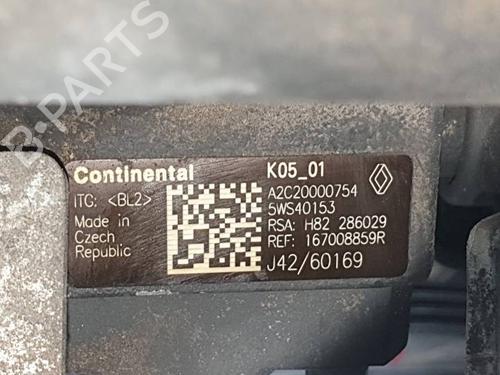 Continental
K05_01
iTC: <BL2>
A2C20000754
Made in
5WS40153
Czech
RSA: H82 286029
Republic
REF: 167008859R
J42/60169
B-PARTS